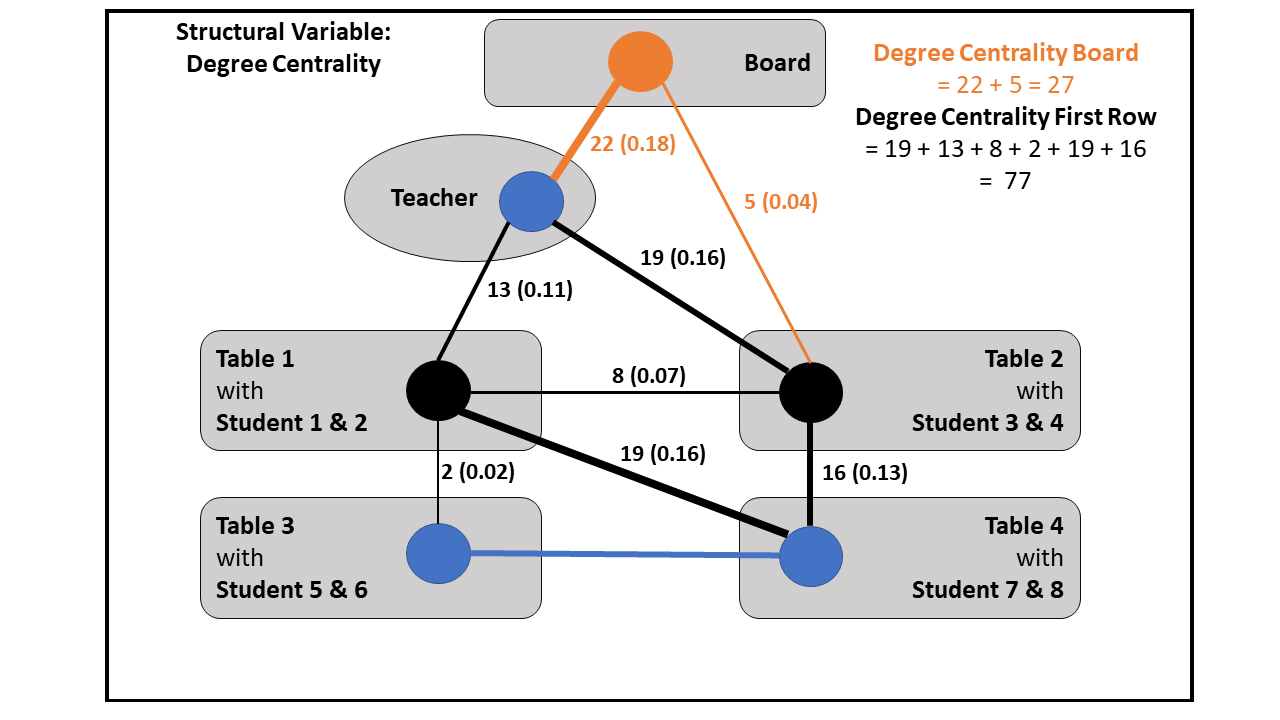 Structural Variable:
Degree Centrality
Board
Degree Centrality Board
= 22 + 5 = 27
Degree Centrality First Row
= 19 + 13 + 8 + 2 + 19 + 16
= 77
22 (0.18)
Teacher
5 (0.04)
19 (0.16)
13 (0.11)
Table 1
with
Student 1 & 2
8 (0.07)
Table 2
with
Student 3 & 4
19 (0.16)
2 (0.02)
16 (0.13)
Table 3
with
Student 5 & 6
Table 4
with
Student 7 & 8